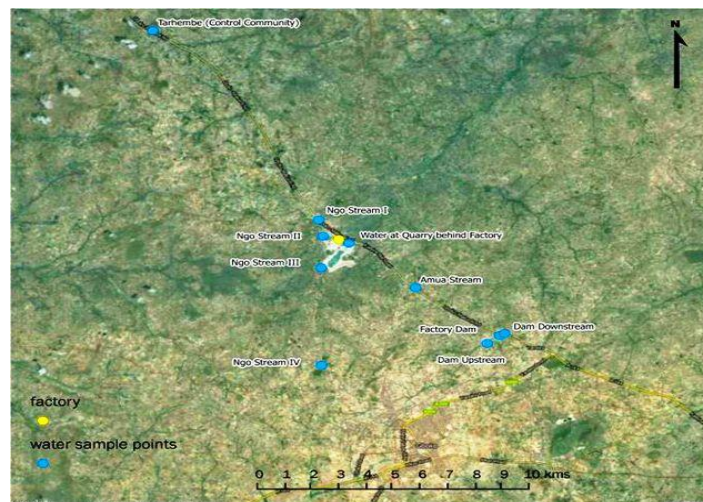 Tarhembe (Control Community)
N
Ngo Stream I
Ngo Stream II
Water at Quarry behind Factory
Ngo Stream III
Amua Stream
Factory Dam
Dam Downstream
Dam Upstream
Ngo Stream IV
factory
water sample points
0 1 2 3 4 5 6 7 8 9 10 kms